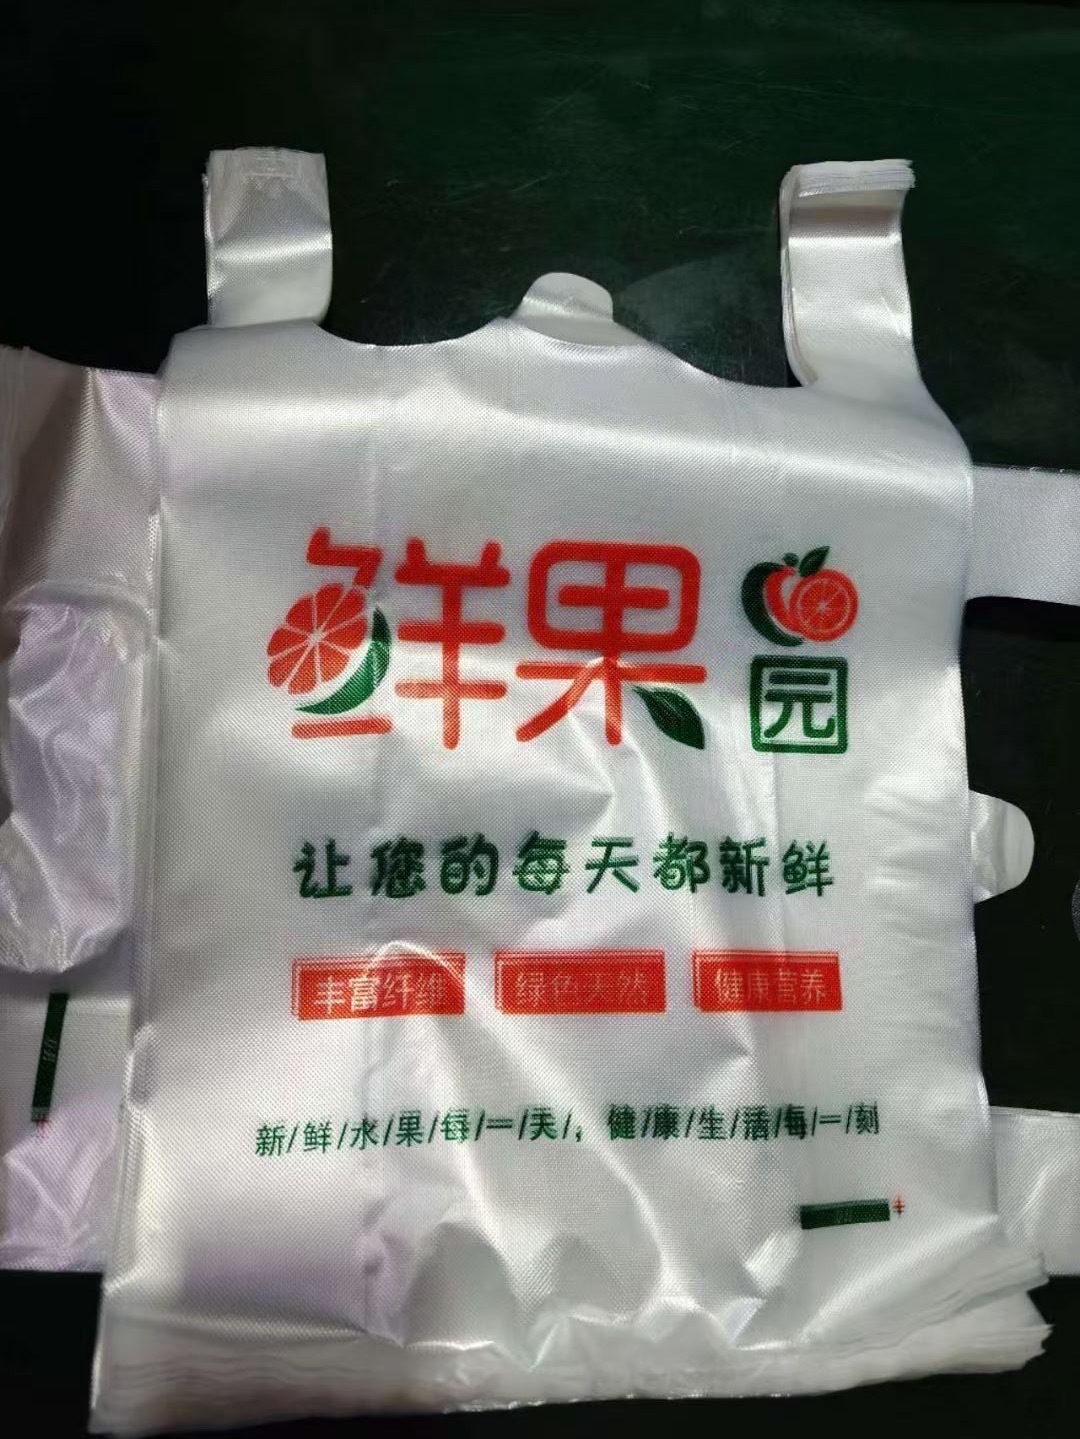 鲜果园
让您的每天都新鲜
丰富纤维 绿色天然 健康营养
新/鲜/水/果/每/一/天/，健/康/生/活/每/一/刻